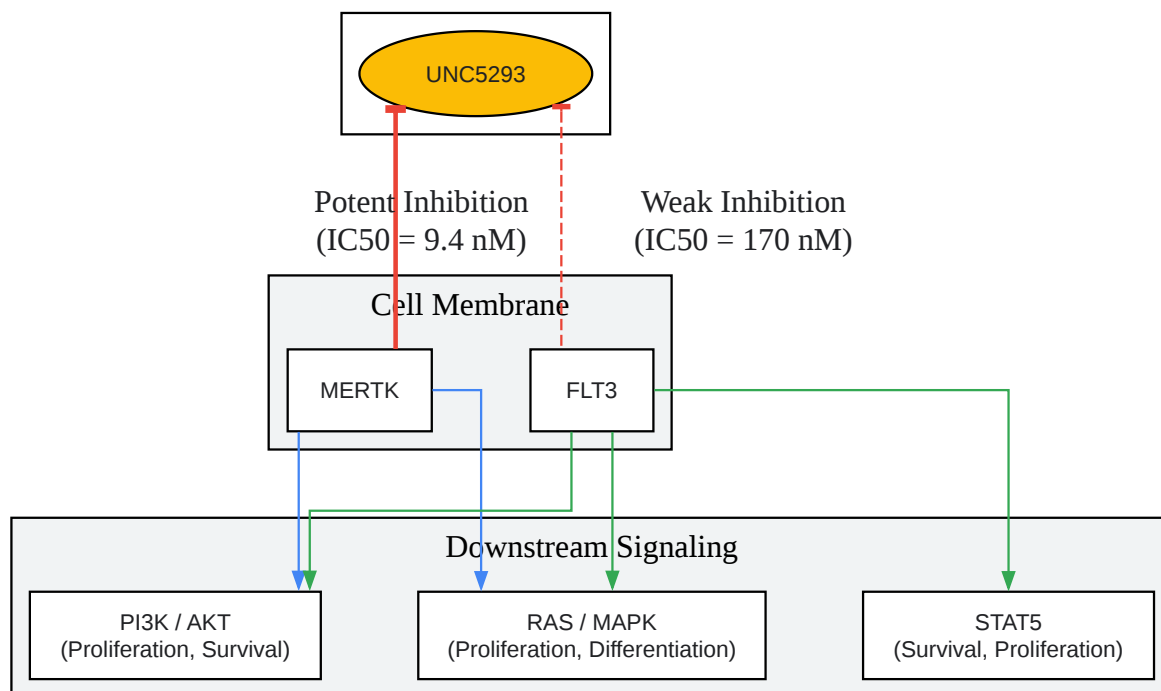 UNC5293
Potent Inhibition
(IC50 = 9.4 nM)
Weak Inhibition
(IC50 = 170 nM)
Cell Membrane
MERTK
FLT3
Downstream Signaling
PI3K / AKT
(Proliferation, Survival)
RAS / MAPK
(Proliferation, Differentiation)
STAT5
(Survival, Proliferation)